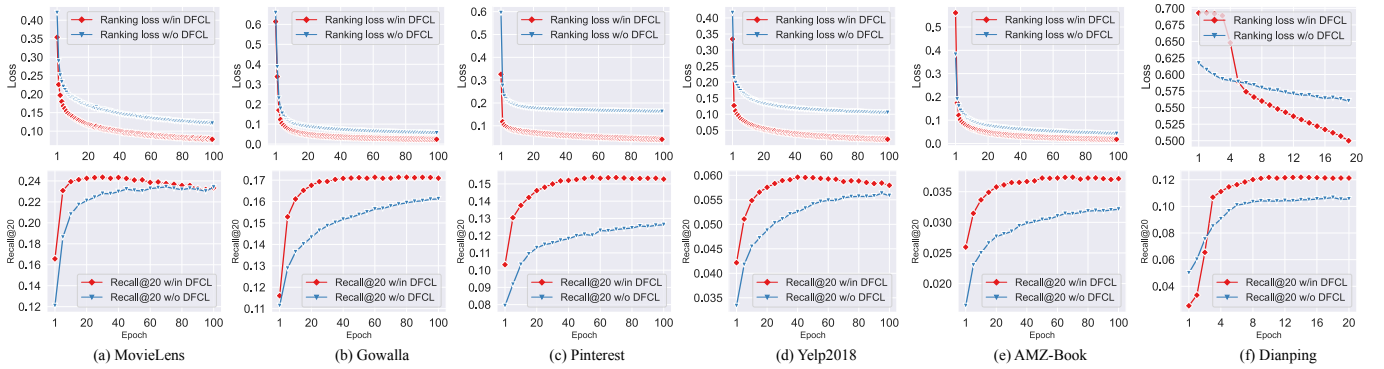 0.40
0.35
0.30
0.25
0.20
0.15
0.10
Loss
Ranking loss w/in DFCL
Ranking loss w/o DFCL
1 20 40 60 80 100
0.6
0.5
0.4
0.3
0.2
0.1
0.0
Loss
Ranking loss w/in DFCL
Ranking loss w/o DFCL
1 20 40 60 80 100
0.6
0.4
0.3
0.2
0.1
Loss
Ranking loss w/in DFCL
Ranking loss w/o DFCL
1 20 40 60 80 100
0.40
0.35
0.30
0.25
0.20
0.15
0.10
0.05
Loss
Ranking loss w/in DFCL
Ranking loss w/o DFCL
1 20 40 60 80 100
0.5
0.4
0.3
0.2
0.1
0.0
Loss
Ranking loss w/in DFCL
Ranking loss w/o DFCL
1 20 40 60 80 100
0.700
0.675
0.650
0.625
0.600
0.575
0.550
0.525
0.500
Loss
Ranking loss w/in DFCL
Ranking loss w/o DFCL
1 4 8 12 16 20
0.24
0.22
0.20
0.18
0.16
0.14
0.12
Recall@20
Recall@20 w/in DFCL
Recall@20 w/o DFCL
1 20 40 60 80 100
Epoch
0.17
0.16
0.15
0.14
0.13
0.12
0.11
Recall@20
Recall@20 w/in DFCL
Recall@20 w/o DFCL
1 20 40 60 80 100
Epoch
0.15
0.14
0.13
0.12
0.11
0.10
0.09
0.08
Recall@20
Recall@20 w/in DFCL
Recall@20 w/o DFCL
1 20 40 60 80 100
Epoch
0.060
0.055
0.050
0.045
0.040
0.035
Recall@20
Recall@20 w/in DFCL
Recall@20 w/o DFCL
1 20 40 60 80 100
Epoch
0.035
0.030
0.025
0.020
Recall@20
Recall@20 w/in DFCL
Recall@20 w/o DFCL
1 20 40 60 80 100
Epoch
0.12
0.10
0.08
0.06
0.04
Recall@20
Recall@20 w/in DFCL
Recall@20 w/o DFCL
1 4 8 12 16 20
Epoch
(a) MovieLens
(b) Gowalla
(c) Pinterest
(d) Yelp2018
(e) AMZ-Book
(f) Dianping